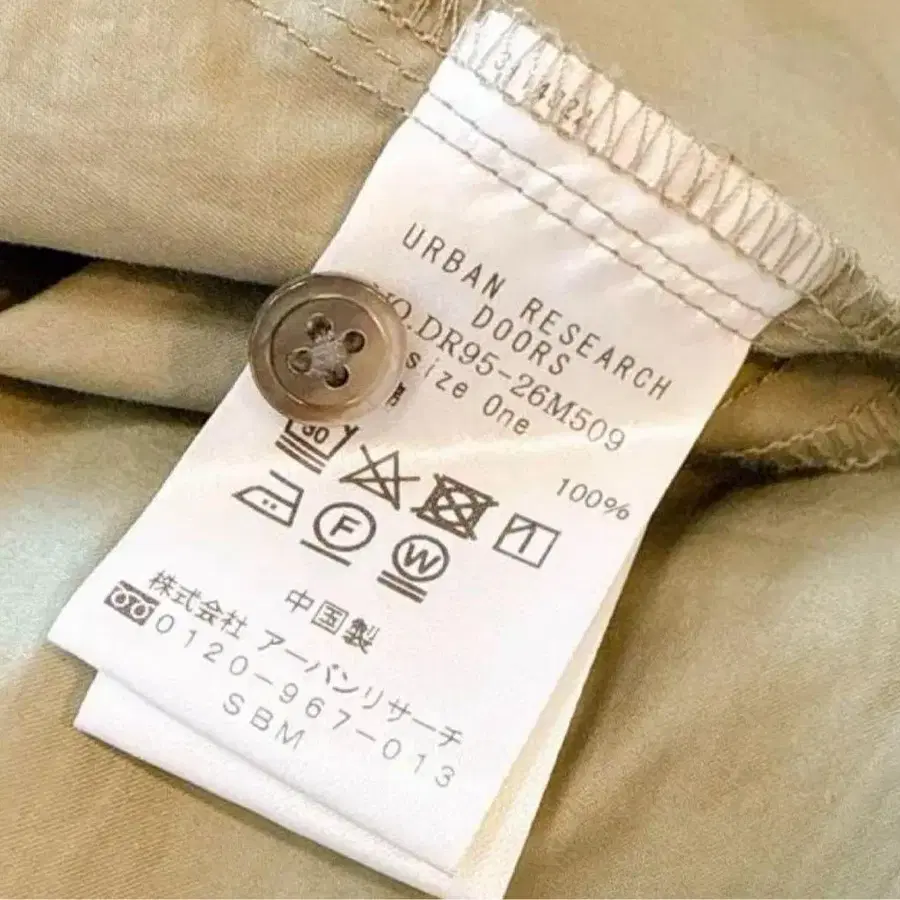 URBAN RESEARCH
DOORS
NO.DR95-26M509
size One
100%
30
F
W
中国製
株式会社 アーバンリサーチ
0120-967-013
SBM